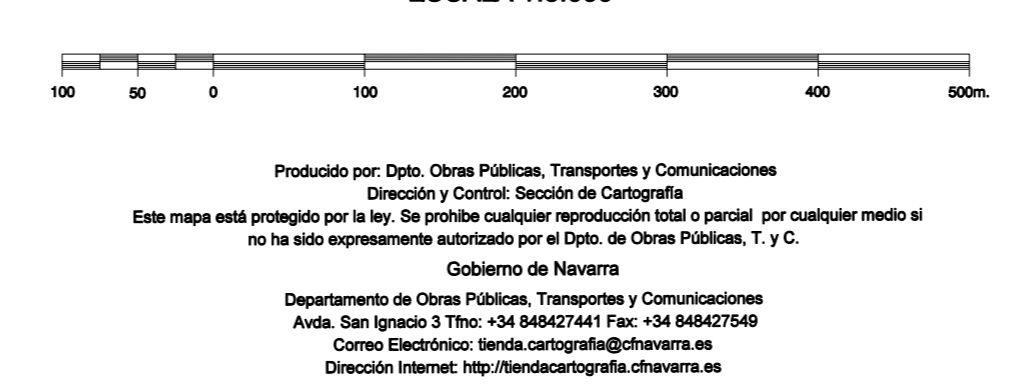 100 50 0 100 200 300 400 500m.
Producido por: Dpto. Obras Públicas, Transportes y Comunicaciones
Dirección y Control: Sección de Cartografía
Este mapa está protegido por la ley. Se prohibe cualquier reproducción total o parcial por cualquier medio si
no ha sido expresamente autorizado por el Dpto. de Obras Públicas, T. y C.
Gobierno de Navarra
Departamento de Obras Públicas, Transportes y Comunicaciones
Avda. San Ignacio 3 Tfno: +34 848427441 Fax: +34 848427549
Correo Electrónico: tienda.cartografia@cfnavarra.es
Dirección Internet: http://tiendacartografia.cfnavarra.es